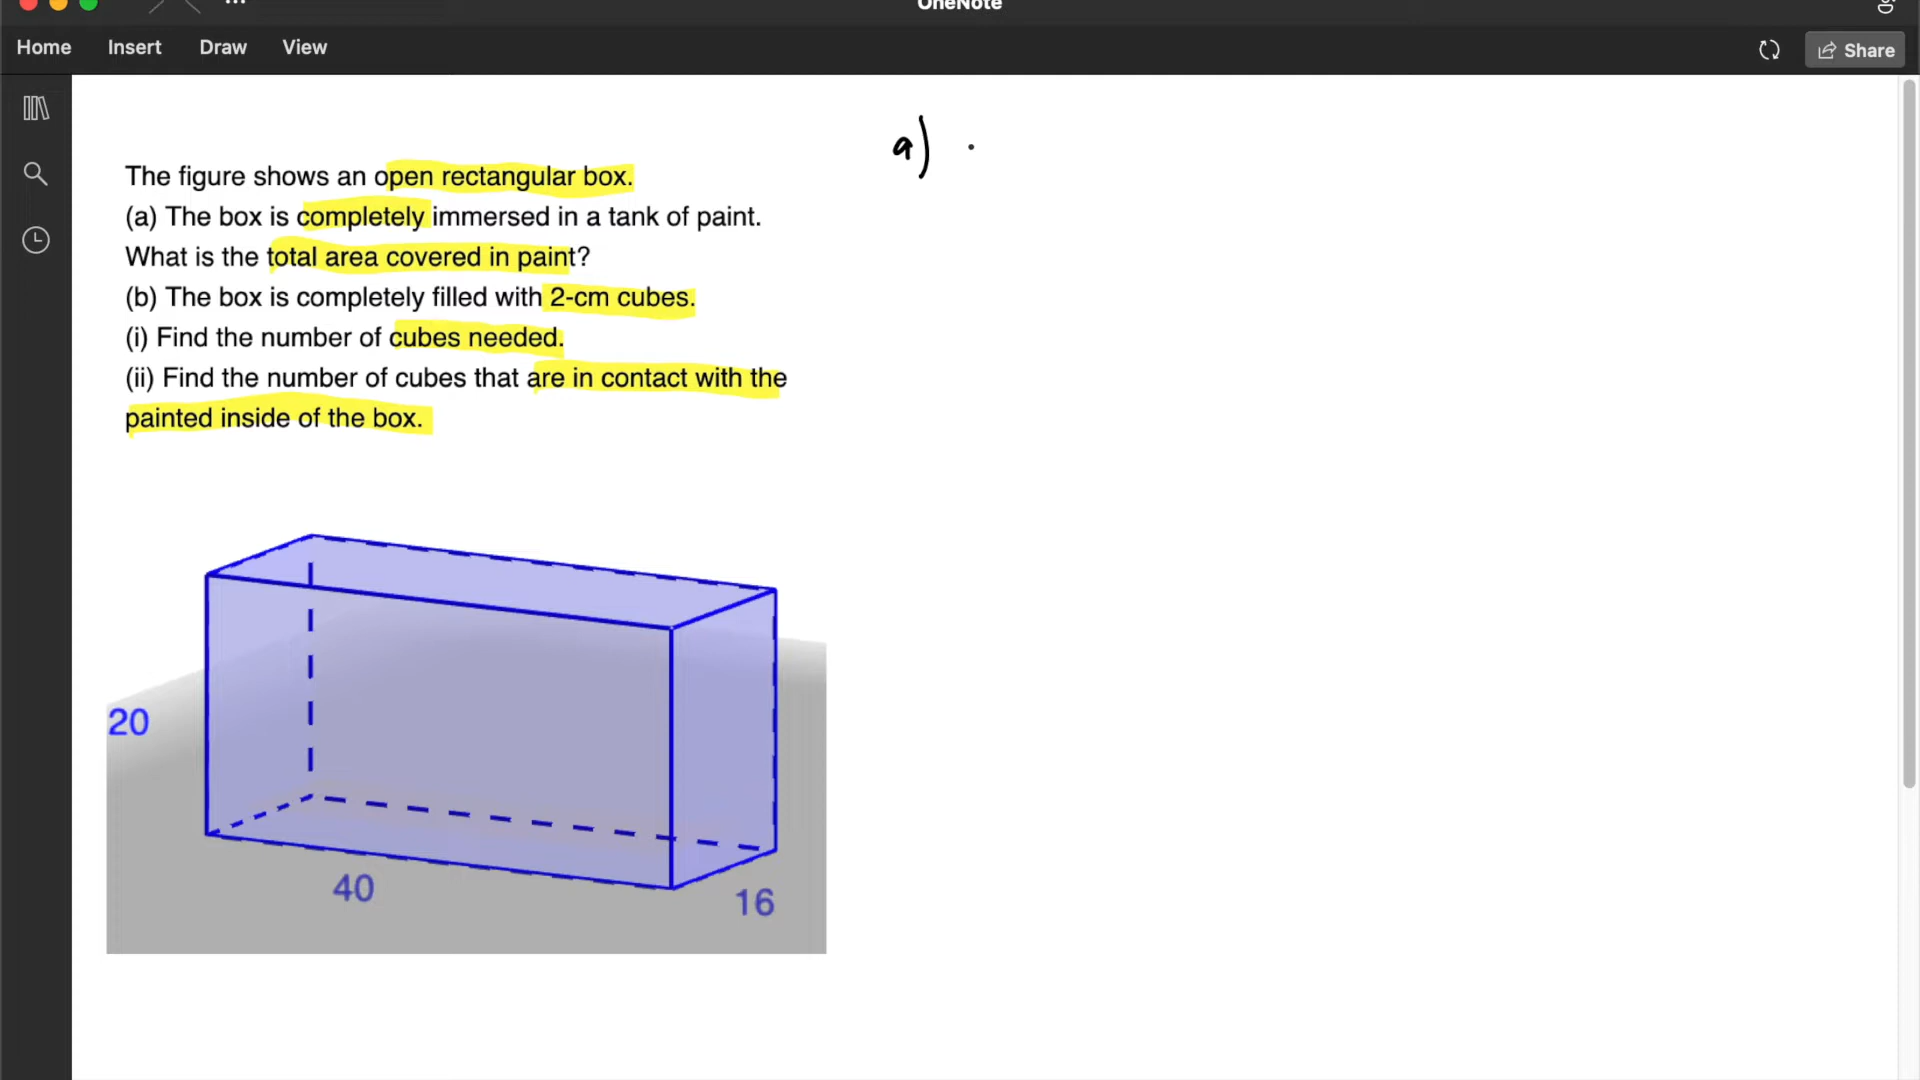 OneNote
Home Insert Draw View Share
The figure shows an open rectangular box.
(a) The box is completely immersed in a tank of paint.
What is the total area covered in paint?
(b) The box is completely filled with 2-cm cubes.
(i) Find the number of cubes needed.
(ii) Find the number of cubes that are in contact with the
painted inside of the box.
a)
20
40
16